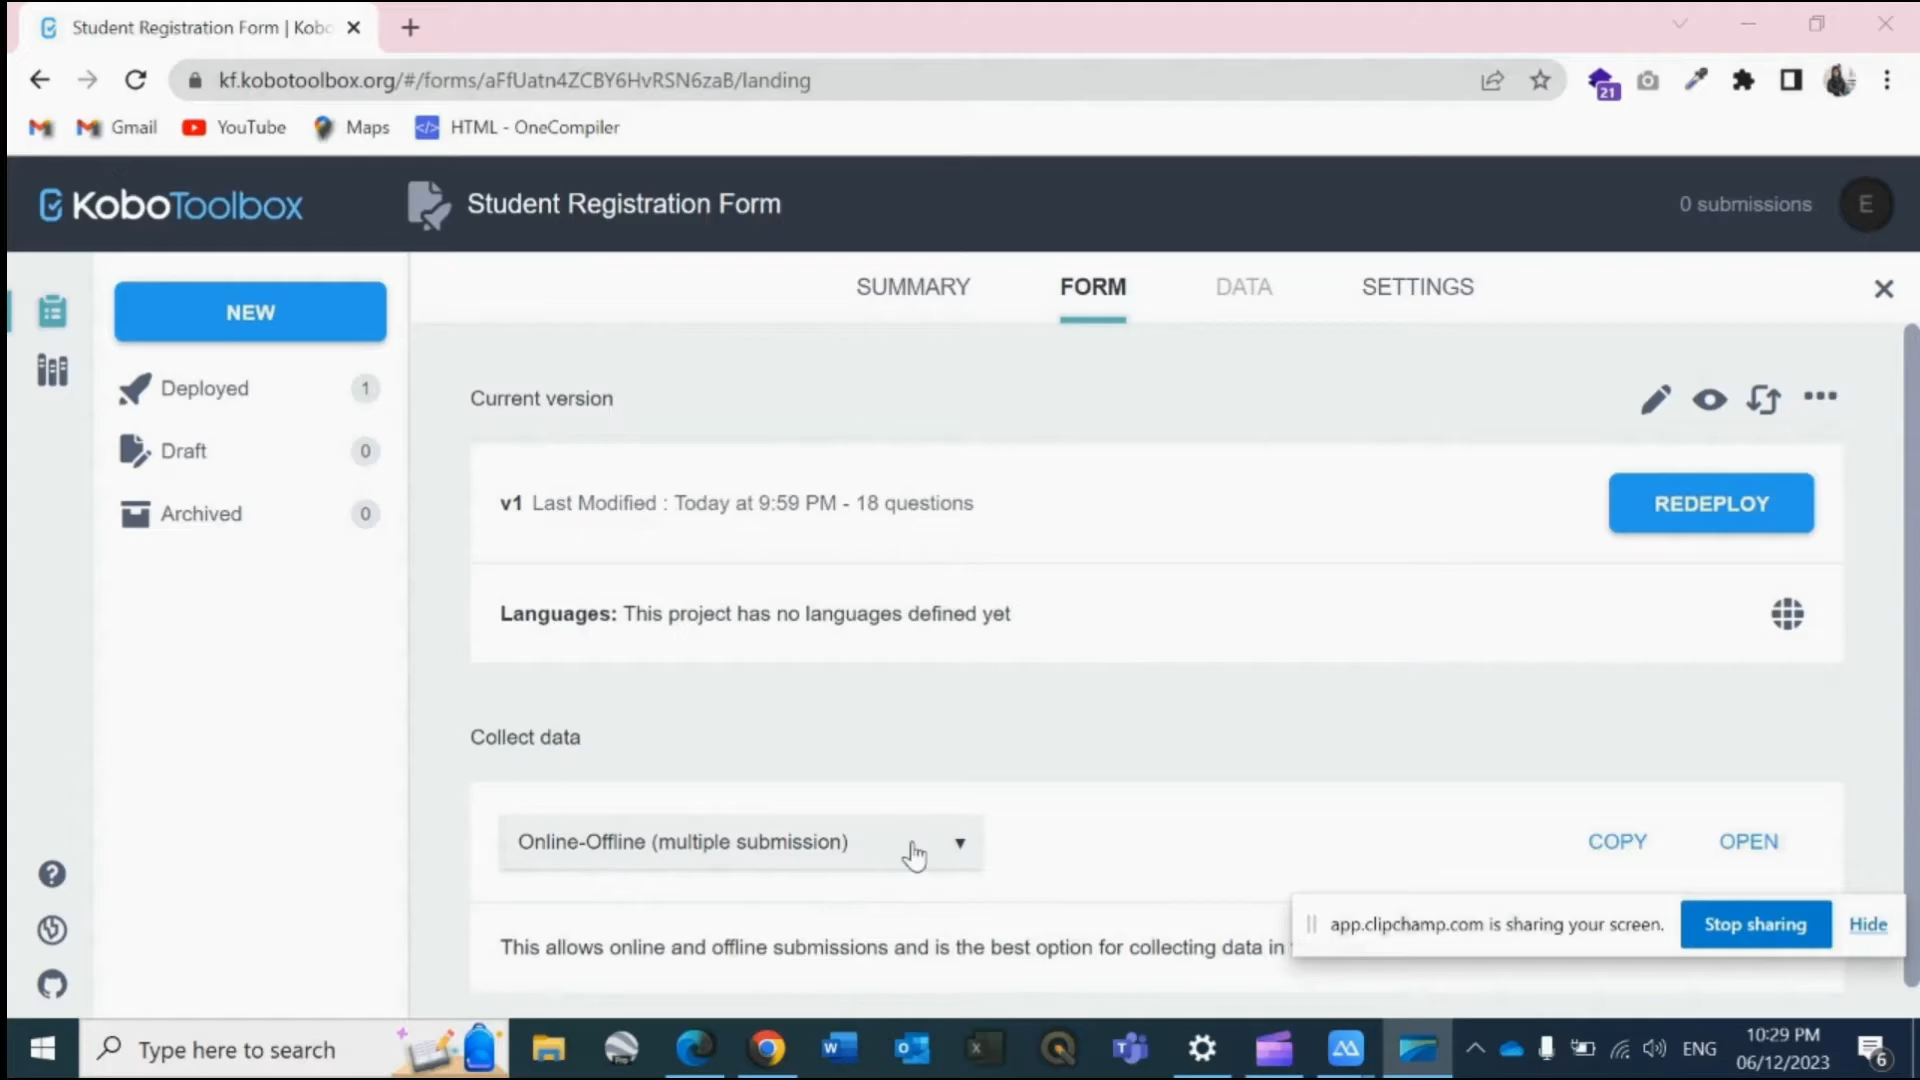 Student Registration Form | Kobo
kf.kobotoolbox.org/#/forms/aFfUatn4ZCBY6HvRSN6zaB/landing
21
Gmail
YouTube
Maps
HTML - OneCompiler
KoboToolbox
Student Registration Form
0 submissions
E
NEW
SUMMARY
FORM
DATA
SETTINGS
Deployed
1
Draft
0
Archived
0
Current version
v1 Last Modified : Today at 9:59 PM - 18 questions
REDEPLOY
Languages: This project has no languages defined yet
Collect data
Online-Offline (multiple submission)
COPY
OPEN
This allows online and offline submissions and is the best option for collecting data in
app.clipchamp.com is sharing your screen.
Stop sharing
Hide
Type here to search
ENG
10:29 PM
06/12/2023
6